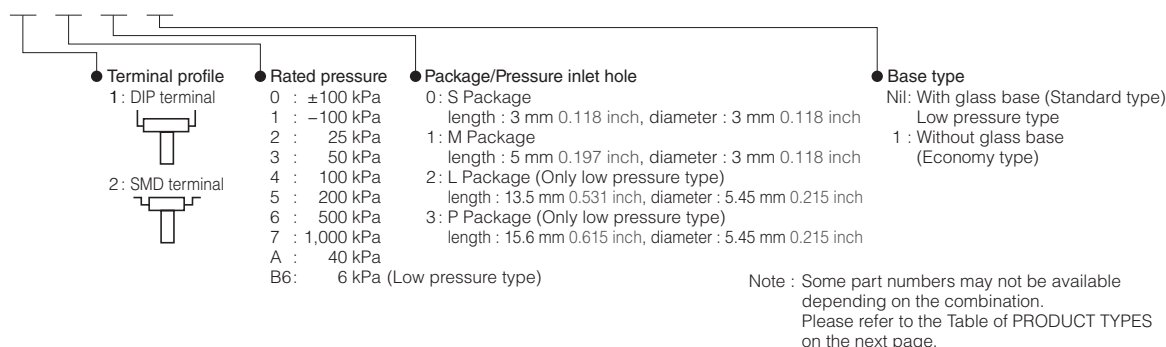 Terminal profile
1: DIP terminal
2: SMD terminal
Rated pressure
0 : ±100 kPa
1 : −100 kPa
2 : 25 kPa
3 : 50 kPa
4 : 100 kPa
5 : 200 kPa
6 : 500 kPa
7 : 1,000 kPa
A : 40 kPa
B6: 6 kPa (Low pressure type)
Package/Pressure inlet hole
0: S Package
length : 3 mm 0.118 inch, diameter : 3 mm 0.118 inch
1: M Package
length : 5 mm 0.197 inch, diameter : 3 mm 0.118 inch
2: L Package (Only low pressure type)
length : 13.5 mm 0.531 inch, diameter : 5.45 mm 0.215 inch
3: P Package (Only low pressure type)
length : 15.6 mm 0.615 inch, diameter : 5.45 mm 0.215 inch
Base type
Nil: With glass base (Standard type)
Low pressure type
1 : Without glass base
(Economy type)
Note : Some part numbers may not be available
depending on the combination.
Please refer to the Table of PRODUCT TYPES
on the next page.